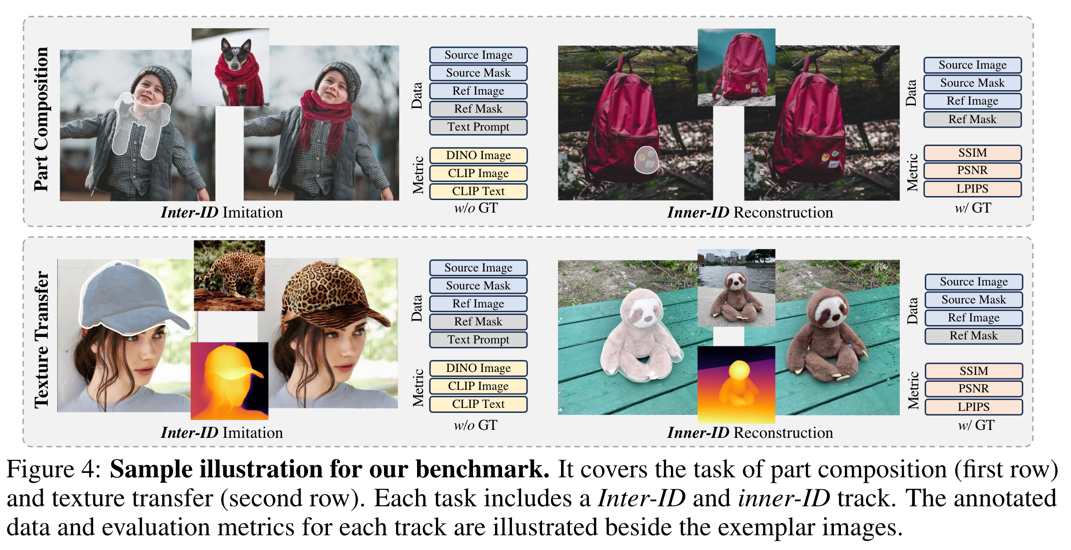 Part Composition
Source Image
Source Mask
Ref Image
Ref Mask
Text Prompt
Data
DINO Image
CLIP Image
CLIP Text
Metric
w/o GT
Inter-ID Imitation
Source Image
Source Mask
Ref Image
Ref Mask
Data
SSIM
PSNR
LPIPS
Metric
w/ GT
Inner-ID Reconstruction
Texture Transfer
Source Image
Source Mask
Ref Image
Ref Mask
Text Prompt
Data
DINO Image
CLIP Image
CLIP Text
Metric
w/o GT
Inter-ID Imitation
Source Image
Source Mask
Ref Image
Ref Mask
Data
SSIM
PSNR
LPIPS
Metric
w/ GT
Inner-ID Reconstruction
Figure 4: Sample illustration for our benchmark. It covers the task of part composition (first row)
and texture transfer (second row). Each task includes a Inter-ID and inner-ID track. The annotated
data and evaluation metrics for each track are illustrated beside the exemplar images.